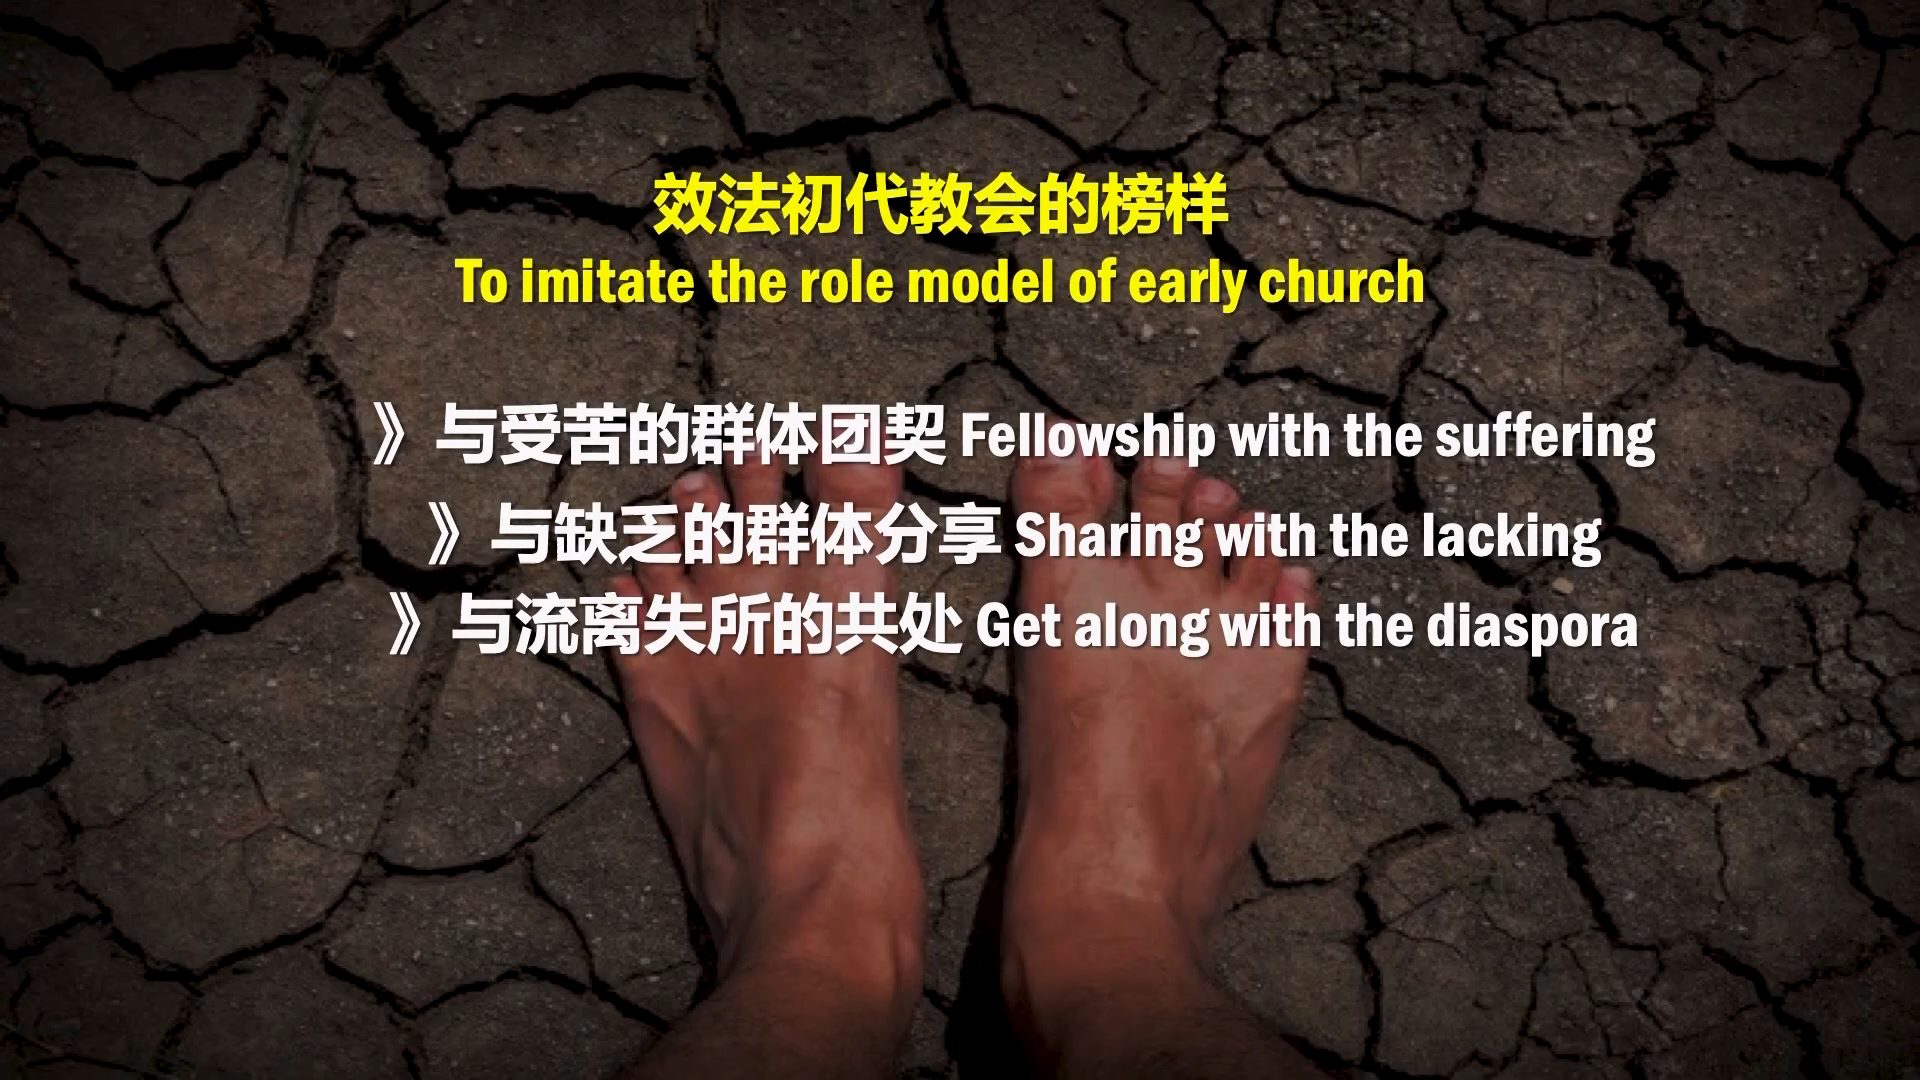 效法初代教会的榜样
To imitate the role model of early church
》与受苦的群体团契 Fellowship with the suffering
》与缺乏的群体分享 Sharing with the lacking
》与流离失所的共处 Get along with the diaspora